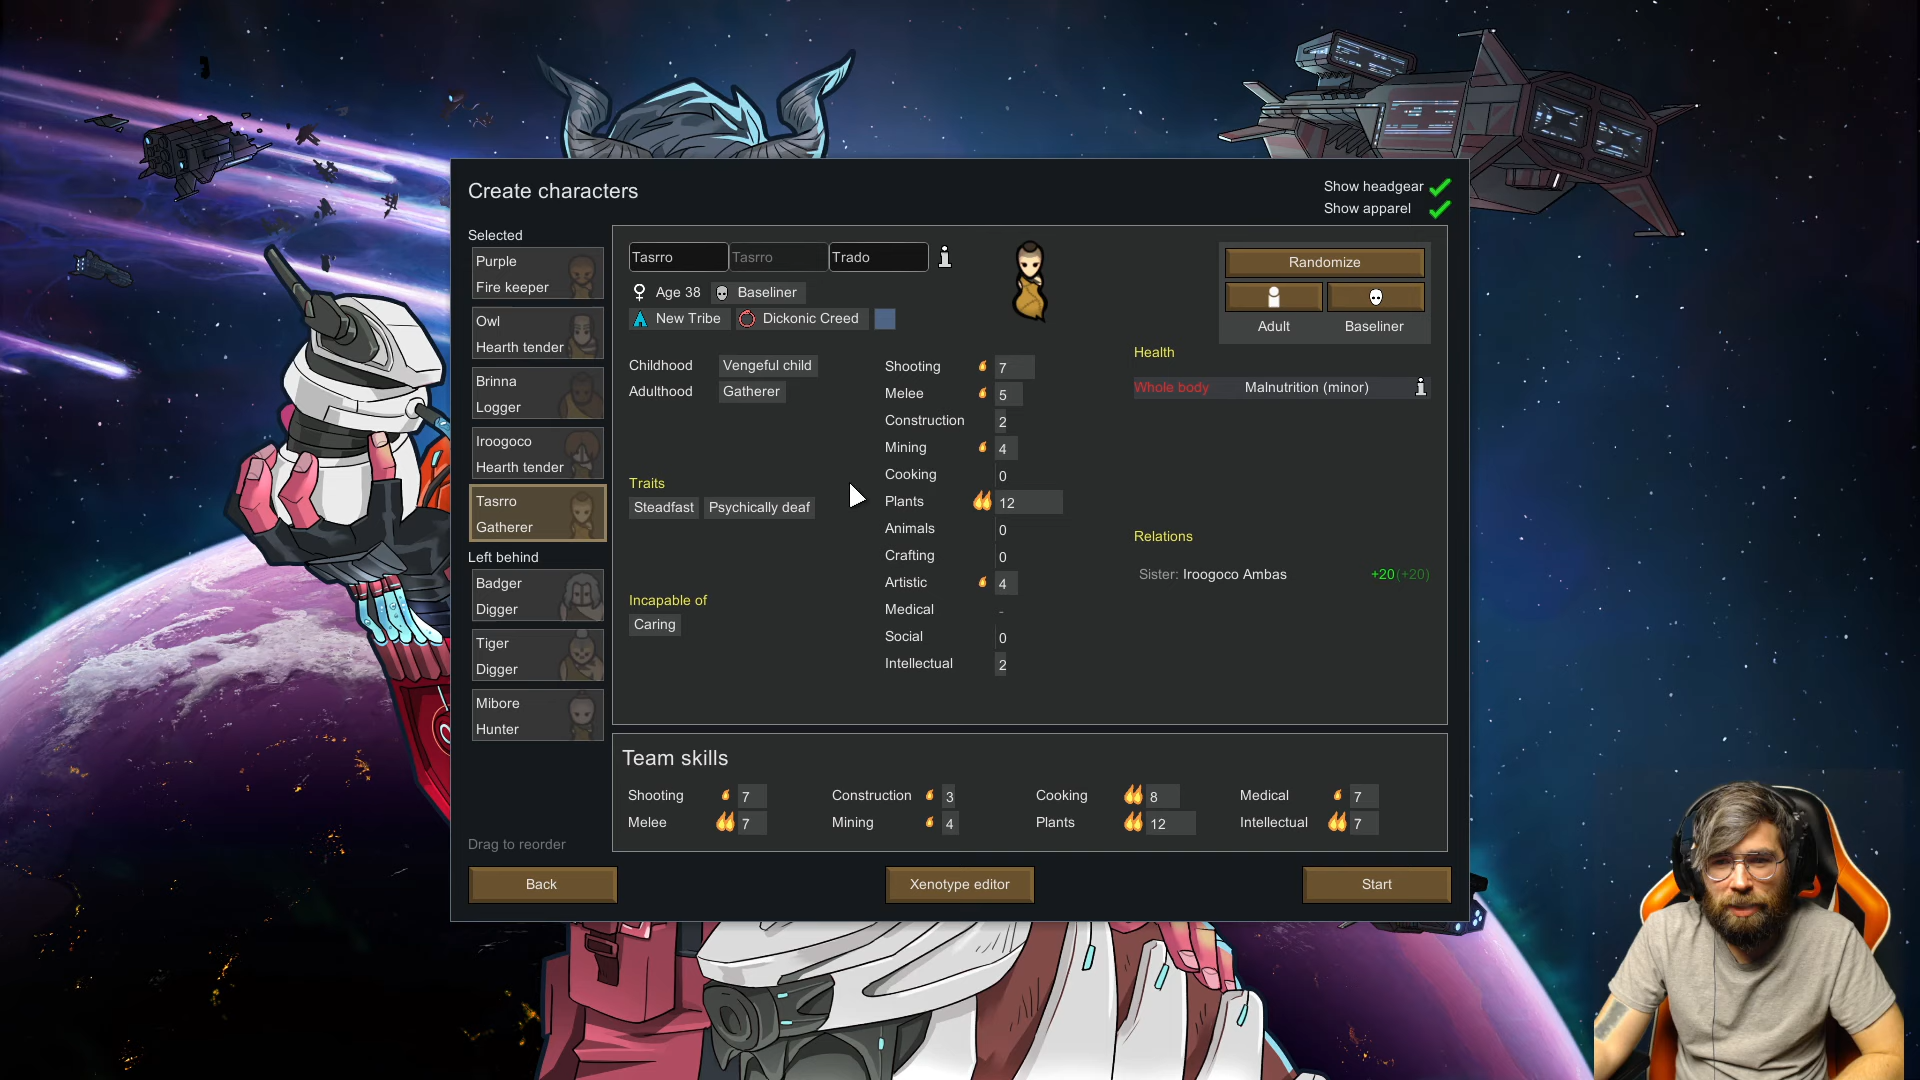 Create characters
Show headgear
Show apparel
Selected
Purple
Fire keeper
Owl
Hearth tender
Brinna
Logger
Iroogoco
Hearth tender
Tasrro
Gatherer
Left behind
Badger
Digger
Tiger
Digger
Mibore
Hunter
Drag to reorder
Tasrro Tasrro Trado
Age 38 Baseliner
New Tribe Dickonic Creed
Childhood Vengeful child
Adulthood Gatherer
Traits
Steadfast Psychically deaf
Incapable of
Caring
Shooting 7
Melee 5
Construction 2
Mining 4
Cooking 0
Plants 12
Animals 0
Crafting 0
Artistic 4
Medical -
Social 0
Intellectual 2
Randomize
Adult Baseliner
Health
Whole body Malnutrition (minor)
Relations
Sister: Iroogoco Ambas +20(+20)
Team skills
Shooting 7 Construction 3 Cooking 8 Medical 7
Melee 7 Mining 4 Plants 12 Intellectual 7
Back Xenotype editor Start